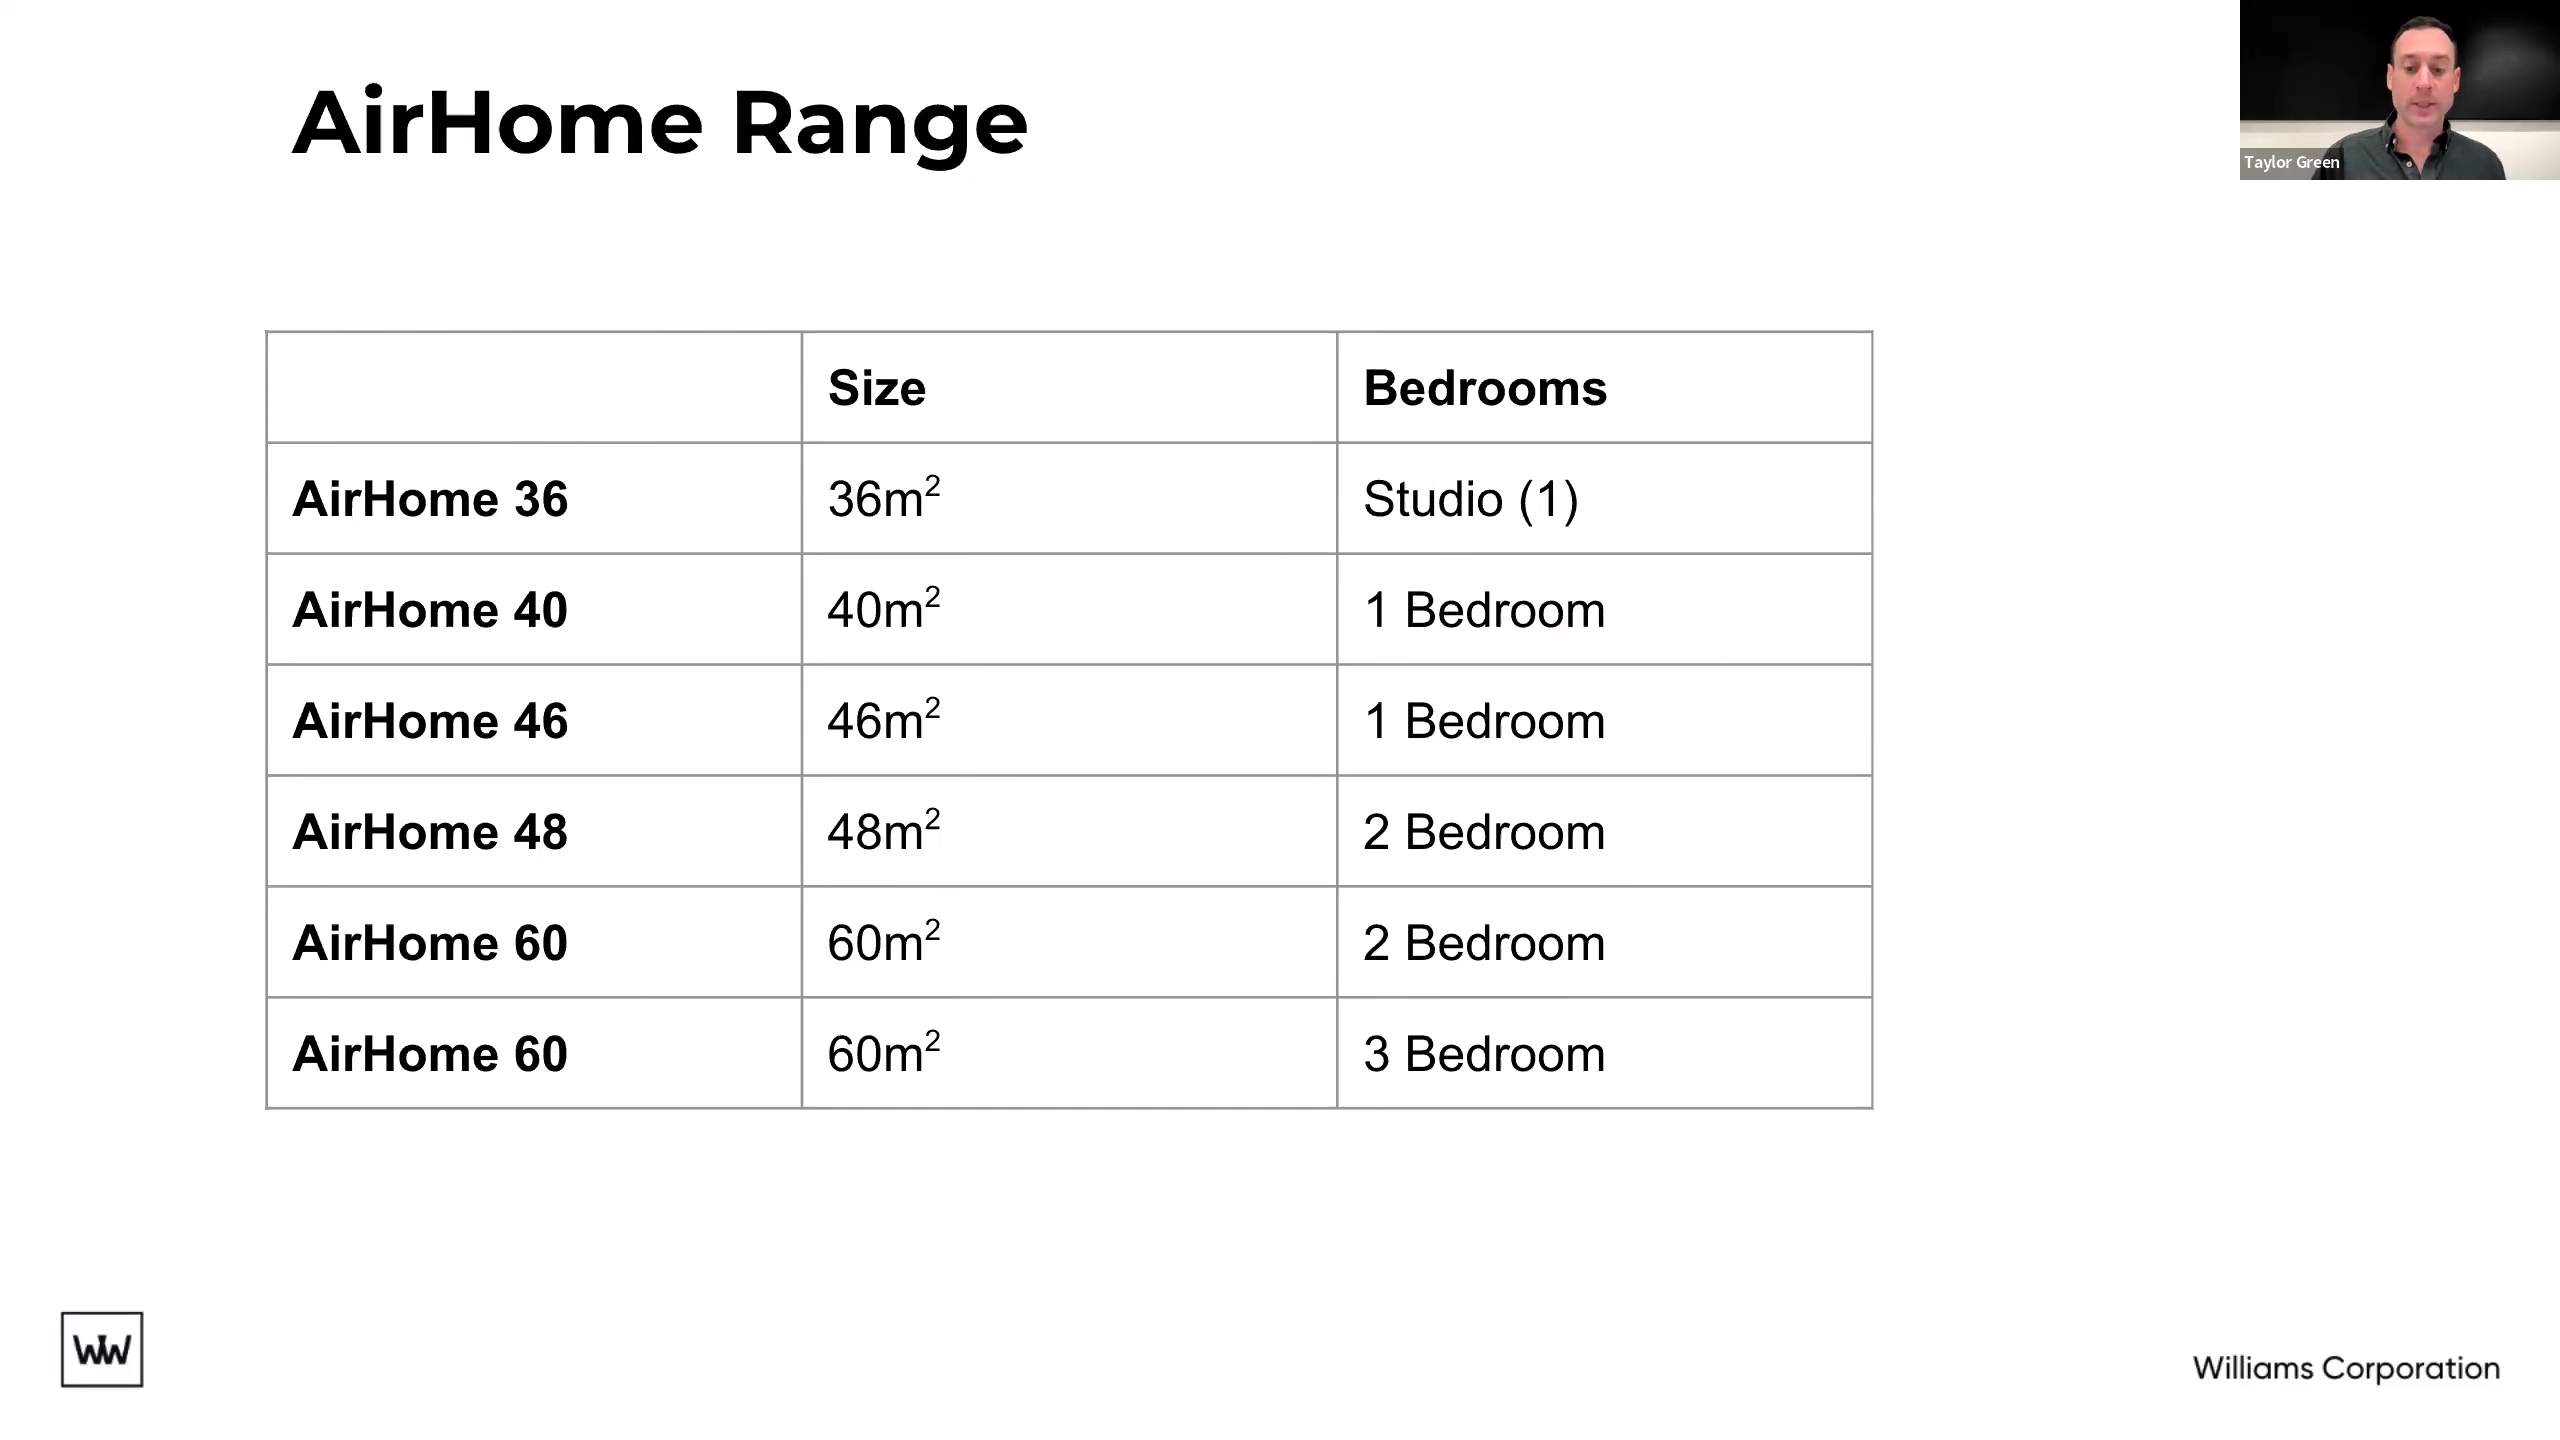 AirHome Range
Taylor Green
Size Bedrooms
AirHome 36 36m² Studio (1)
AirHome 40 40m² 1 Bedroom
AirHome 46 46m² 1 Bedroom
AirHome 48 48m² 2 Bedroom
AirHome 60 60m² 2 Bedroom
AirHome 60 60m² 3 Bedroom
Williams Corporation